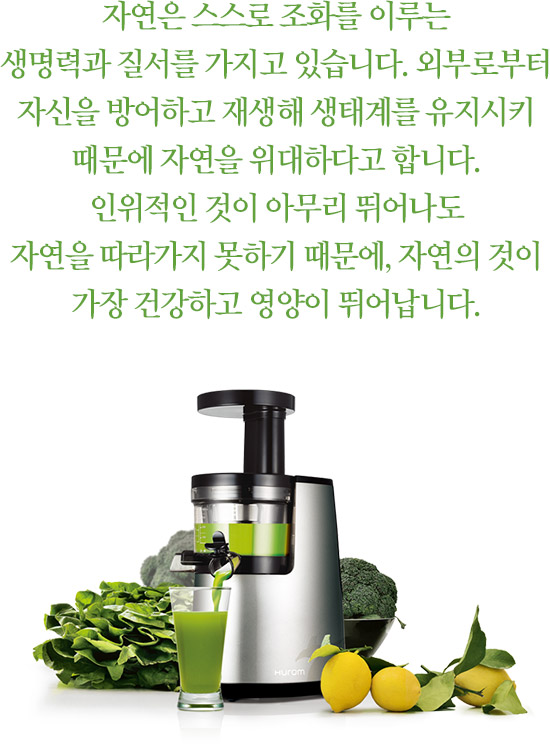 자연은 스스로 조화를 이루는
생명력과 질서를 가지고 있습니다. 외부로부터
자신을 방어하고 재생해 생태계를 유지시키
때문에 자연을 위대하다고 합니다.
인위적인 것이 아무리 뛰어나도
자연을 따라가지 못하기 때문에, 자연의 것이
가장 건강하고 영양이 뛰어납니다.
Hurom